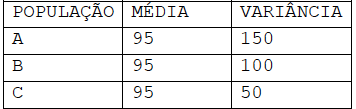 POPULAÇÃO MÉDIA VARIÂNCIA
A 95 150
B 95 100
C 95 50